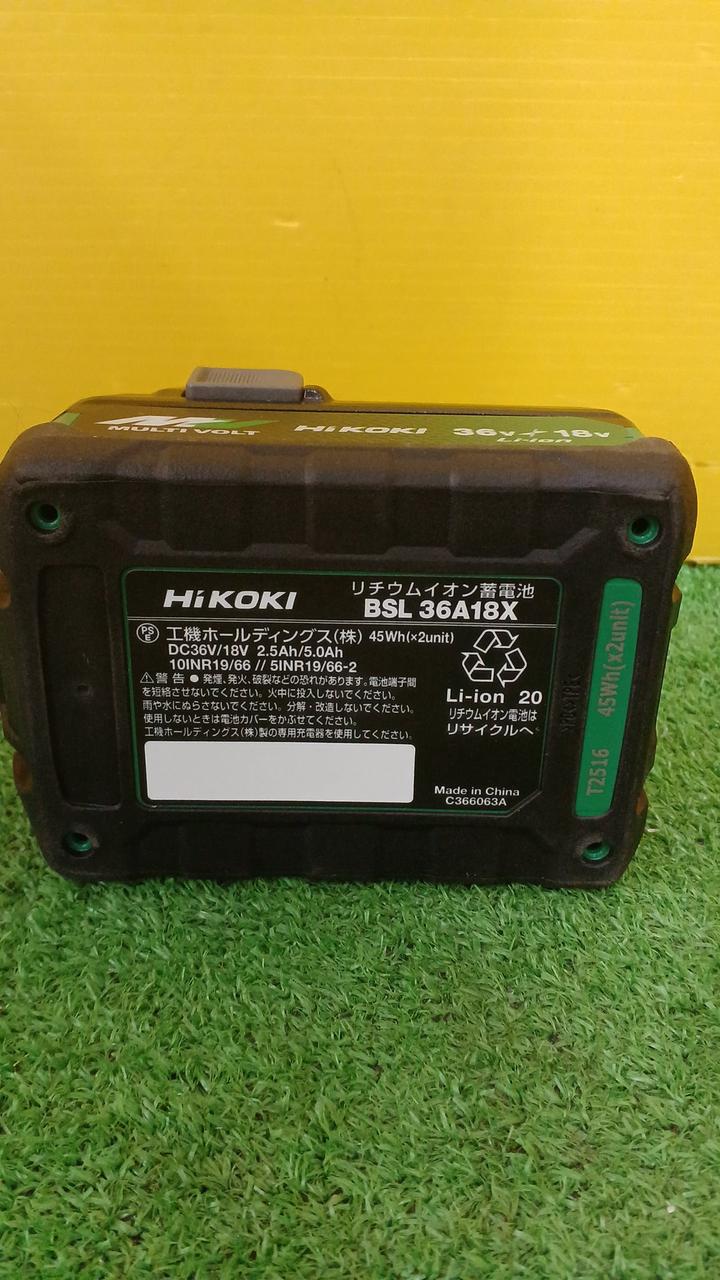 MULTI VOLT HiKOKI 36V⚡18V
Li-ion
HiKOKI
リチウムイオン蓄電池
BSL 36A18X
PS
E
工機ホールディングス(株) 45Wh(×2unit)
DC36V/18V 2.5Ah/5.0Ah
10INR19/66 // 5INR19/66-2
⚠警告 ●発煙、発火、破裂などの恐れがあります。電池端子間
を短絡させないでください。火中に投入しないでください。
雨や水にぬらさないでください。分解・改造しないでください。
使用しないときは電池カバーをかぶせてください。
工機ホールディングス(株)製の専用充電器を使用してください。
Li-ion 20
リチウムイオン電池は
リサイクルへ
Made in China
C366063A
T2516 45Wh(x2unit)